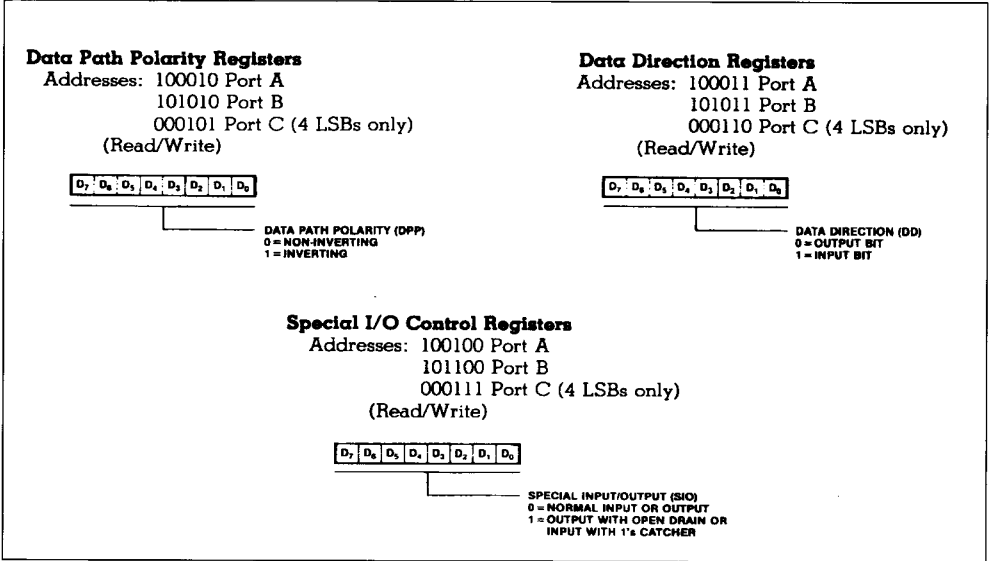 Data Path Polarity Registers
Addresses: 100010 Port A
101010 Port B
000101 Port C (4 LSBs only)
(Read/Write)
D7 D6 D5 D4 D3 D2 D1 D0
DATA PATH POLARITY (DPP)
0 = NON-INVERTING
1 = INVERTING
Data Direction Registers
Addresses: 100011 Port A
101011 Port B
000110 Port C (4 LSBs only)
(Read/Write)
D7 D6 D5 D4 D3 D2 D1 D0
DATA DIRECTION (DD)
0 = OUTPUT BIT
1 = INPUT BIT
Special I/O Control Registers
Addresses: 100100 Port A
101100 Port B
000111 Port C (4 LSBs only)
(Read/Write)
D7 D6 D5 D4 D3 D2 D1 D0
SPECIAL INPUT/OUTPUT (SIO)
0 = NORMAL INPUT OR OUTPUT
1 = OUTPUT WITH OPEN DRAIN OR
INPUT WITH 1's CATCHER